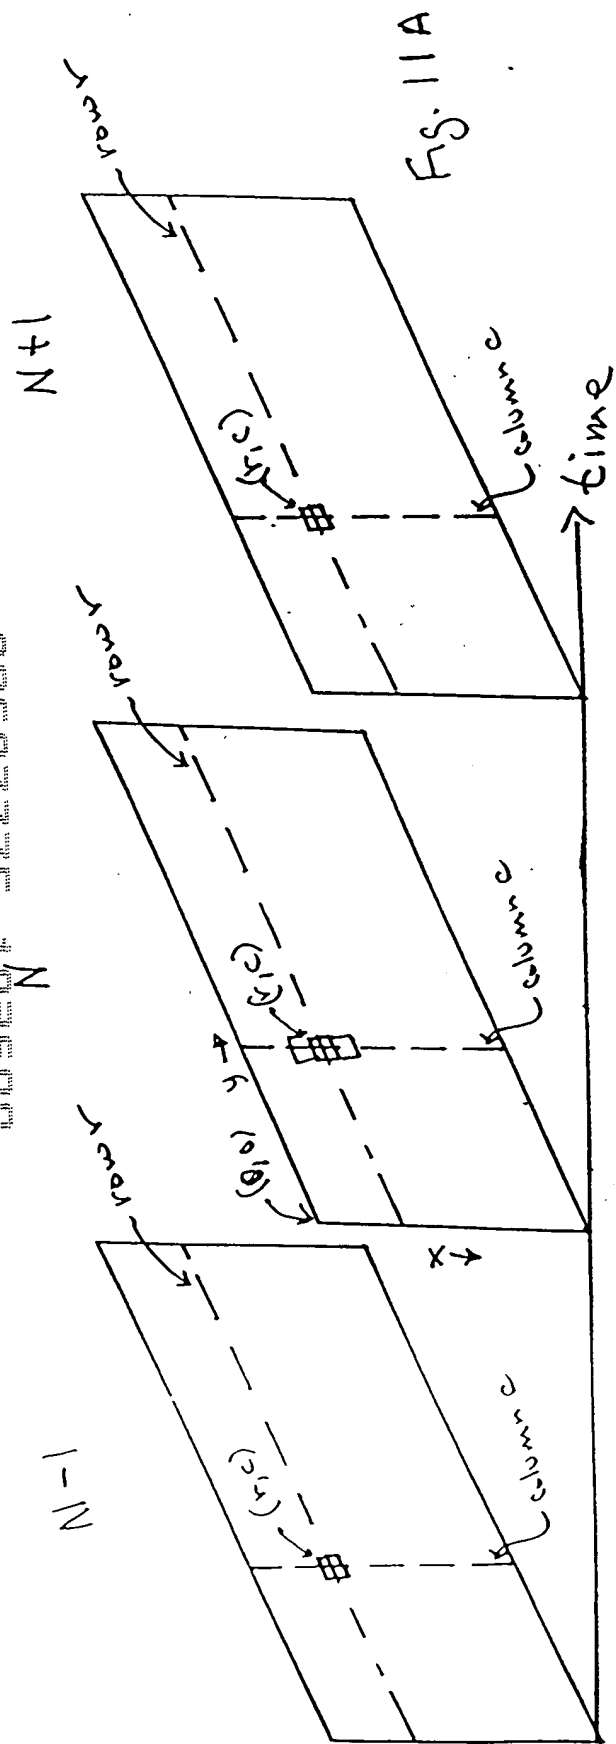 N-1
N
N+1
row r
row r
row r
(r,c)
(r,c)
(r,c)
(0,0)
y
x
column c
column c
column c
time
Fig. 11A